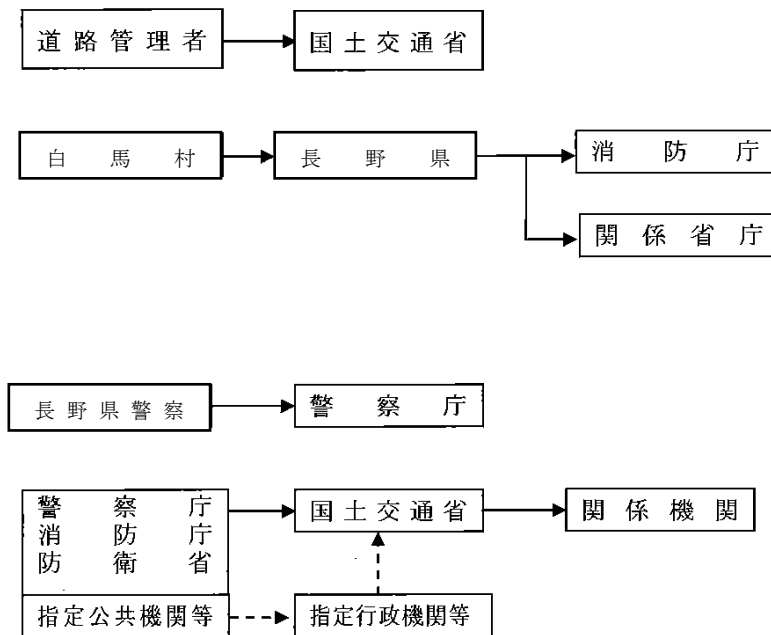 道路管理者 国土交通省
白馬村 長野県 消防庁
関係省庁
長野県警察 警察庁
警察庁 国土交通省 関係機関
消防庁
防衛省
指定公共機関等 指定行政機関等